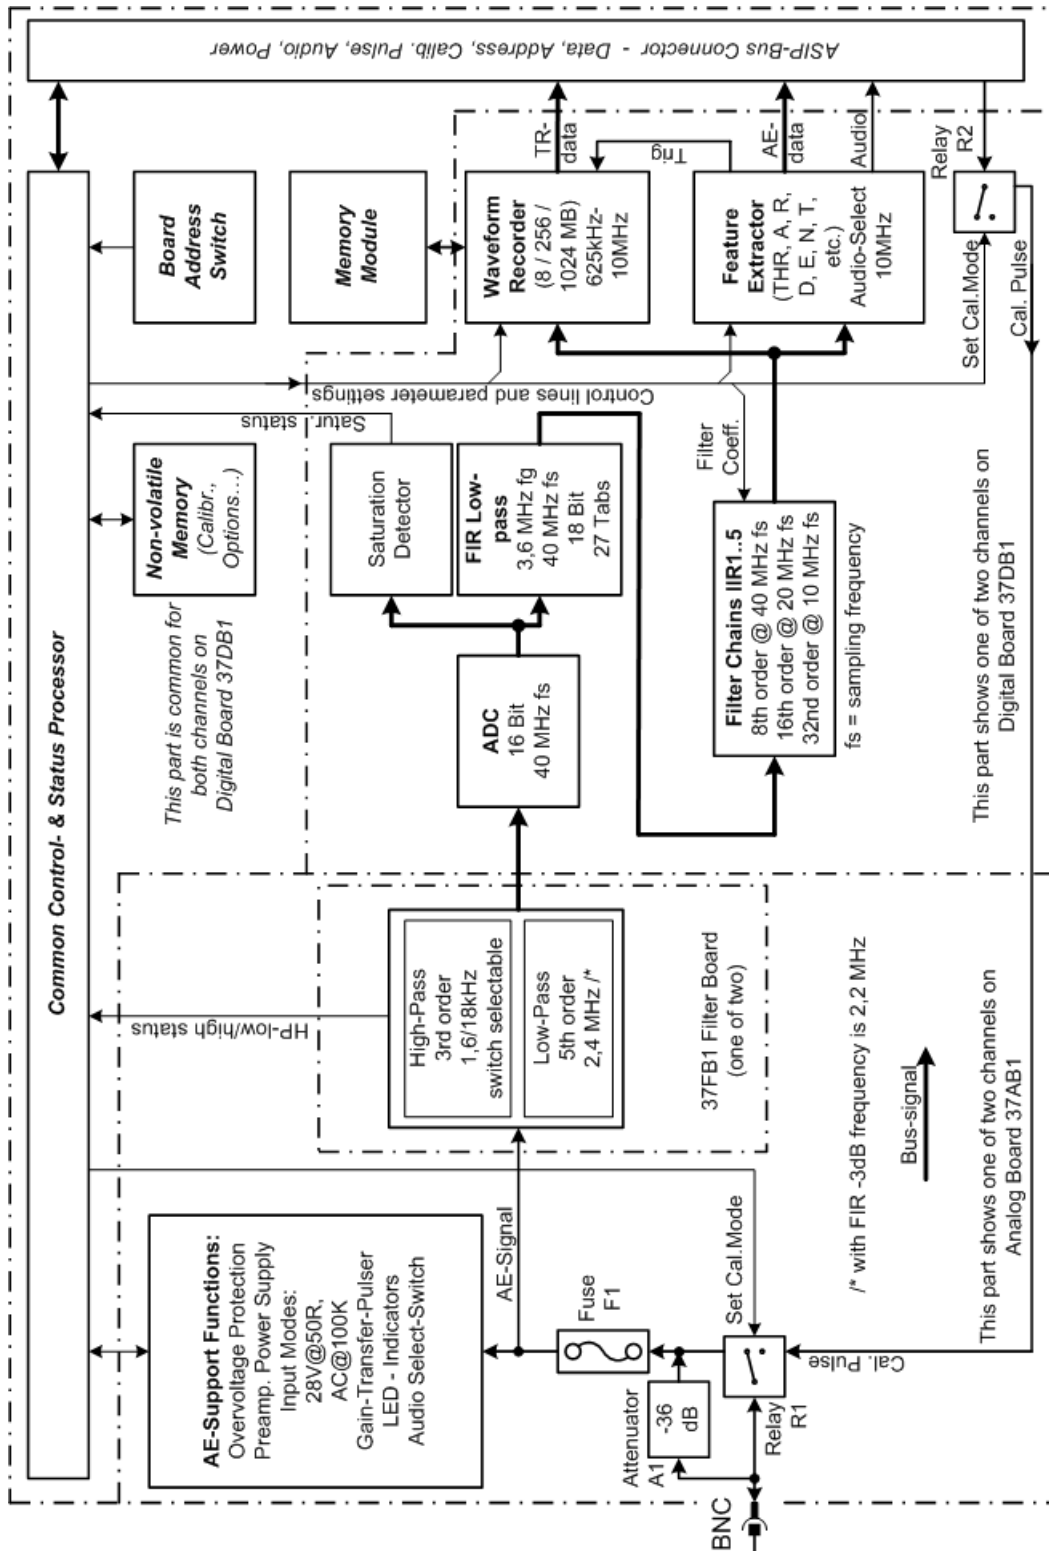 ASIP-Bus Connector - Data, Address, Calib. Pulse, Audio, Power
Common Control- & Status Processor
Board
Address
Switch
Memory
Module
TR-
data
Trig
AE-
data
Audio
Relay
R2
Waveform
Recorder
(8 / 256 /
1024 MB)
625kHz-
10MHz
Feature
Extractor
(THR, A, R,
D, E, N, T,
etc.)
Audio-Select
10MHz
Set Cal.Mode
Cal. Pulse
Control lines and parameter settings
Satur. status
Non-volatile
Memory
(Calibr.,
Options...)
This part is common for
both channels on
Digital Board 37DB1
Saturation
Detector
FIR Low-
pass
3,6 MHz fg
40 MHz fs
18 Bit
27 Tabs
Filter
Coeff.
ADC
16 Bit
40 MHz fs
Filter Chains IIR1..5
8th order @ 40 MHz fs
16th order @ 20 MHz fs
32nd order @ 10 MHz fs
fs = sampling frequency
This part shows one of two channels on
Digital Board 37DB1
HP-low/high status
High-Pass
3rd order
1,6/18kHz
switch selectable
Low-Pass
5th order
2,4 MHz /*
37FB1 Filter Board
(one of two)
/* with FIR -3dB frequency is 2,2 MHz
Bus-signal
This part shows one of two channels on
Analog Board 37AB1
AE-Support Functions:
Overvoltage Protection
Preamp. Power Supply
Input Modes:
28V@50R,
AC@100K
Gain-Transfer-Pulser
LED - Indicators
Audio Select-Switch
AE-Signal
Fuse
F1
Set Cal.Mode
Attenuator
A1
-36
dB
Relay
R1
Cal. Pulse
BNC